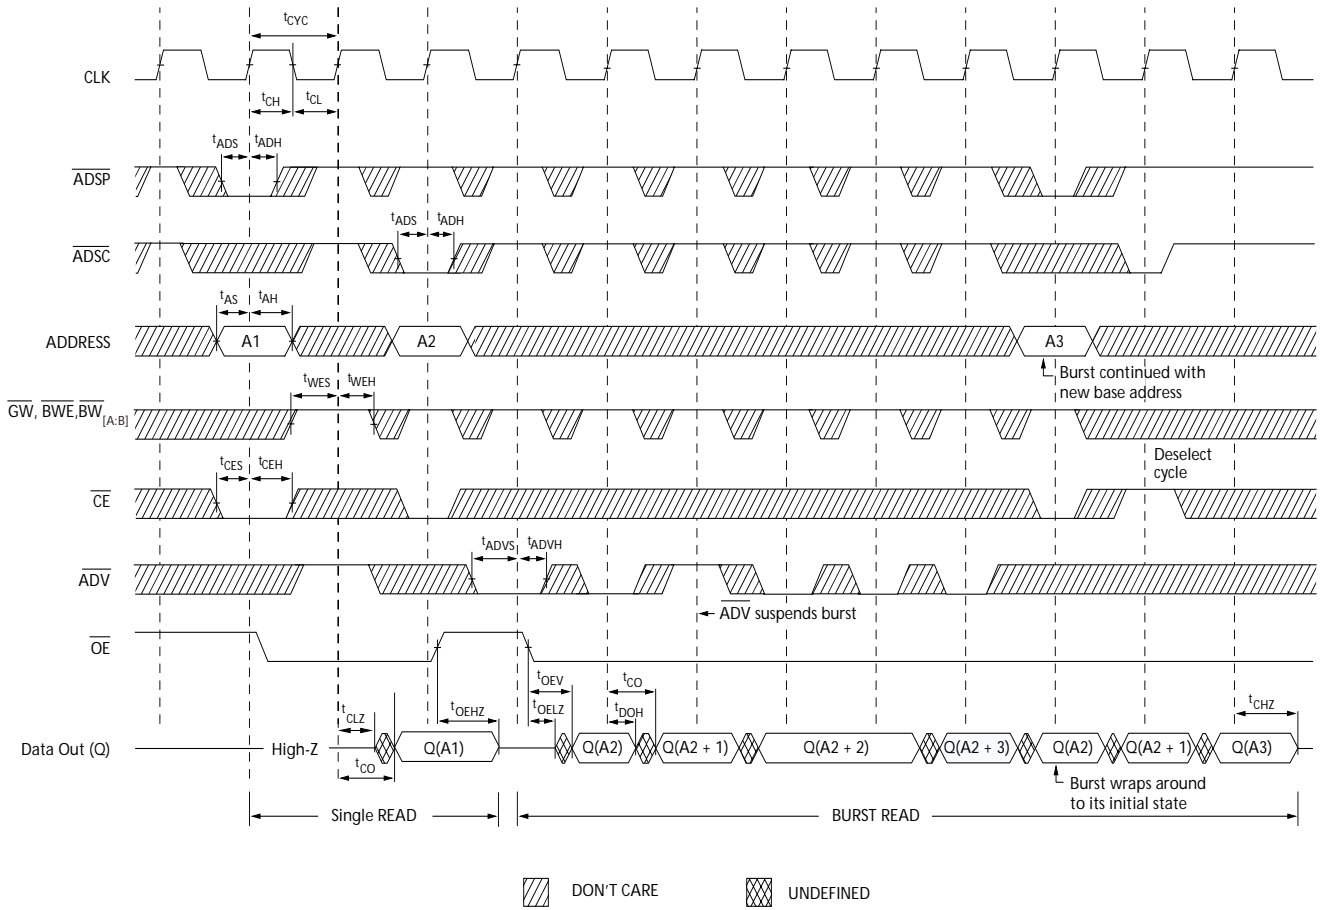 tCYC
CLK
tCH
tCL
tADS
tADH
ADSP
tADS
tADH
ADSC
tAS
tAH
ADDRESS
A1
A2
A3
Burst continued with
new base address
tWES
tWEH
GW, BWE,BW[A:B]
Deselect
cycle
tCES
tCEH
CE
tADVS
tADVH
ADV
ADV suspends burst
OE
tOEV
tCO
tCLZ
tOEHZ
tOELZ
tDOH
tCHZ
Data Out (Q)
High-Z
Q(A1)
Q(A2)
Q(A2 + 1)
Q(A2 + 2)
Q(A2 + 3)
Q(A2)
Q(A2 + 1)
Q(A3)
tCO
Burst wraps around
to its initial state
Single READ
BURST READ
DON'T CARE
UNDEFINED